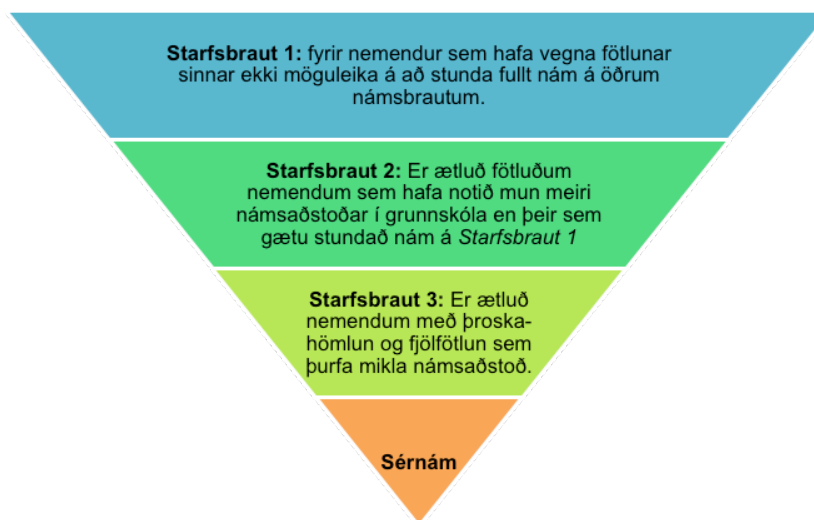 Starfsbraut 1: fyrir nemendur sem hafa vegna fötlunar
sinnar ekki möguleika á að stunda fullt nám á öðrum
námsbrautum.
Starfsbraut 2: Er ætluð fötluðum
nemendum sem hafa notið mun meiri
námsaðstoðar í grunnskóla en þeir sem
gætu stundað nám á Starfsbraut 1
Starfsbraut 3: Er ætluð
nemendum með þroska-
hömlun og fjölfötlun sem
þurfa mikla námsaðstoð.
Sérnám